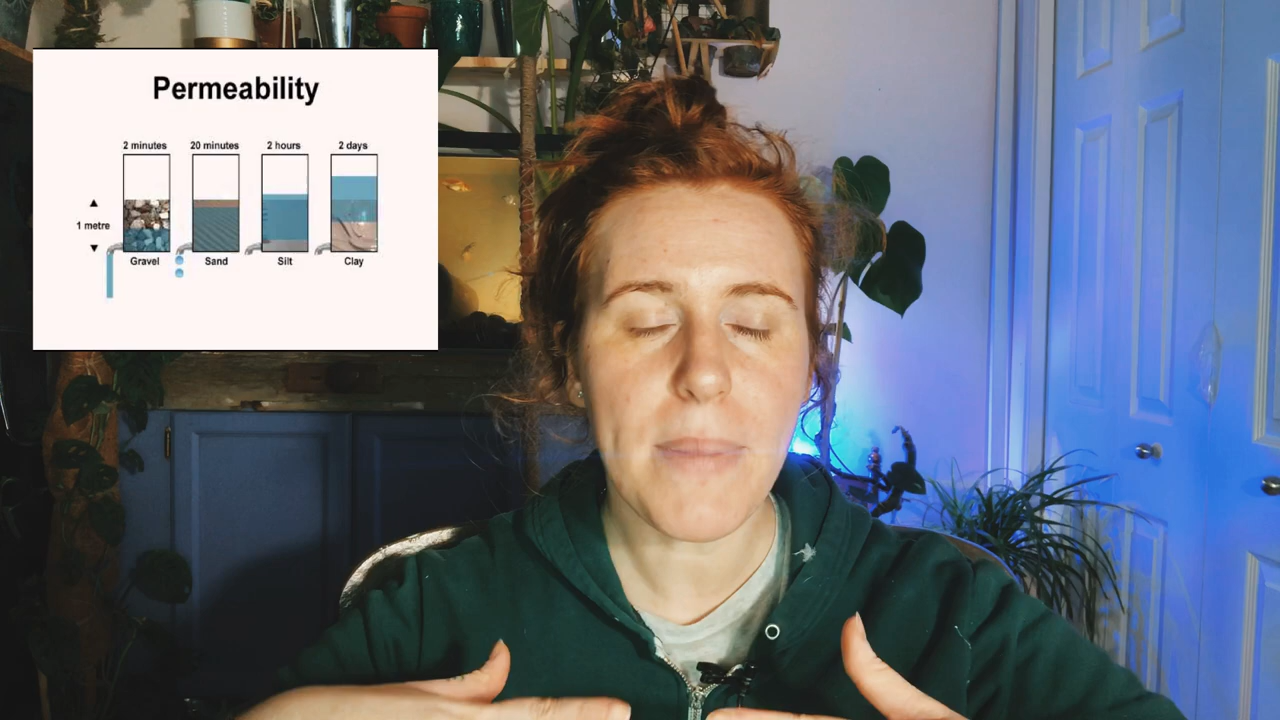 Permeability
2 minutes 20 minutes 2 hours 2 days
▲
1 metre
▼
Gravel Sand Silt Clay